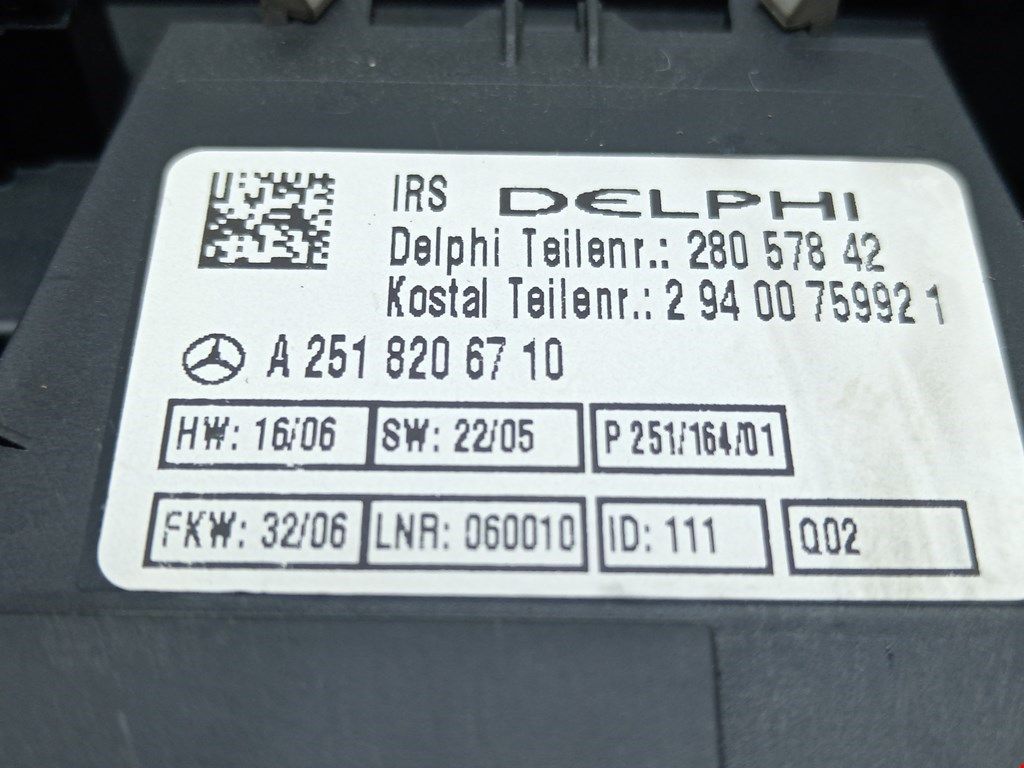 IRS DELPHI
Delphi Teilenr.: 280 578 42
Kostal Teilenr.: 2 94 00 75992 1
A 251 820 67 10
HW: 16/06 SW: 22/05 P 251/164/01
FKW: 32/06 LNR: 060010 ID: 111 Q02